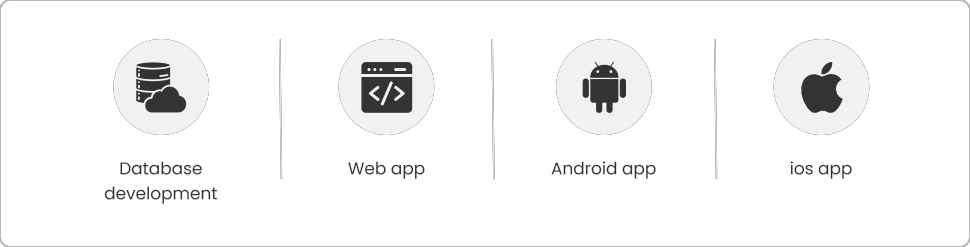 Database
development
Web app
Android app
ios app